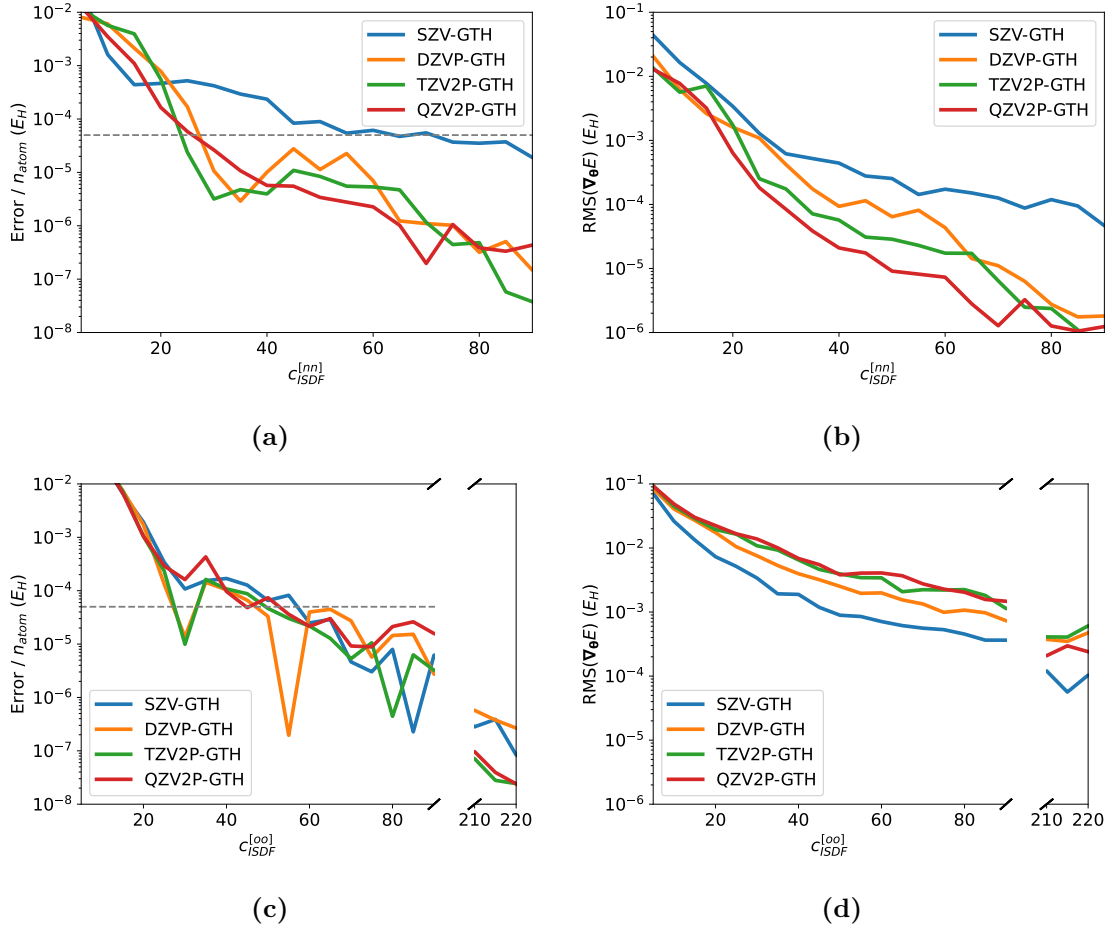 10⁻²
10⁻³
10⁻⁴
10⁻⁵
10⁻⁶
10⁻⁷
10⁻⁸
Error / n_atom (E_H)
SZV-GTH
DZVP-GTH
TZV2P-GTH
QZV2P-GTH
20 40 60 80
c_ISDF^[nn]
(a)
10⁻¹
10⁻²
10⁻³
10⁻⁴
10⁻⁵
10⁻⁶
RMS(∇_θE) (E_H)
SZV-GTH
DZVP-GTH
TZV2P-GTH
QZV2P-GTH
20 40 60 80
c_ISDF^[nn]
(b)
10⁻²
10⁻³
10⁻⁴
10⁻⁵
10⁻⁶
10⁻⁷
10⁻⁸
Error / n_atom (E_H)
SZV-GTH
DZVP-GTH
TZV2P-GTH
QZV2P-GTH
20 40 60 80 210 220
c_ISDF^[oo]
(c)
10⁻¹
10⁻²
10⁻³
10⁻⁴
10⁻⁵
10⁻⁶
RMS(∇_θE) (E_H)
SZV-GTH
DZVP-GTH
TZV2P-GTH
QZV2P-GTH
20 40 60 80 210 220
c_ISDF^[oo]
(d)